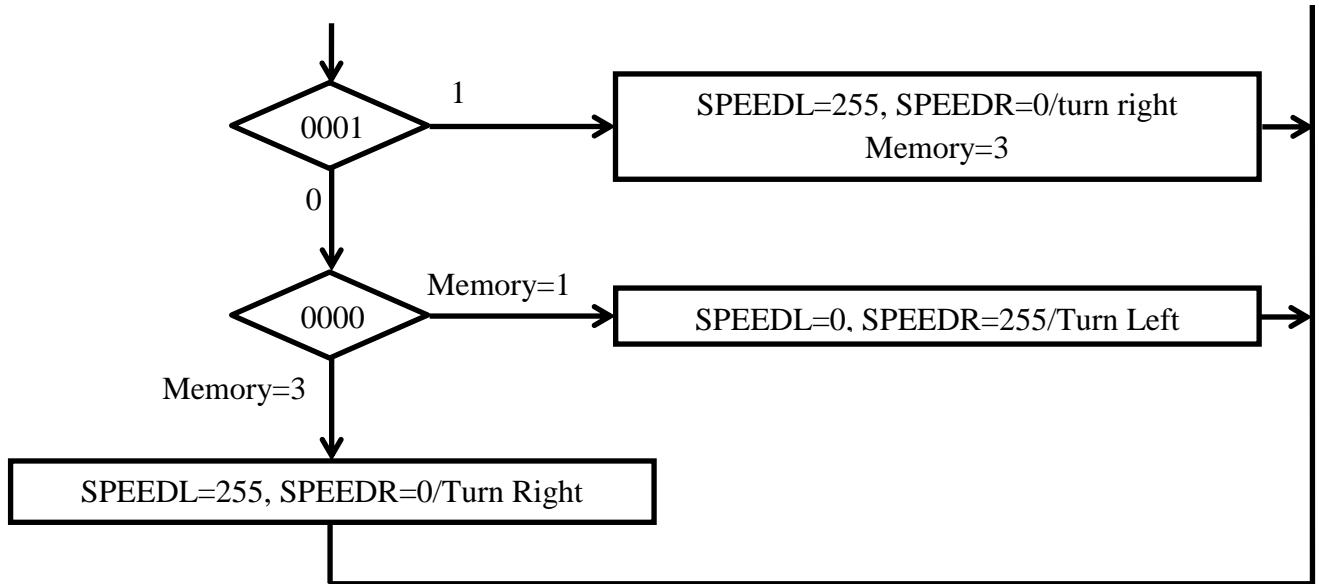 1
0001
SPEEDL=255, SPEEDR=0/turn right
Memory=3
0
0000
Memory=1
SPEEDL=0, SPEEDR=255/Turn Left
Memory=3
SPEEDL=255, SPEEDR=0/Turn Right